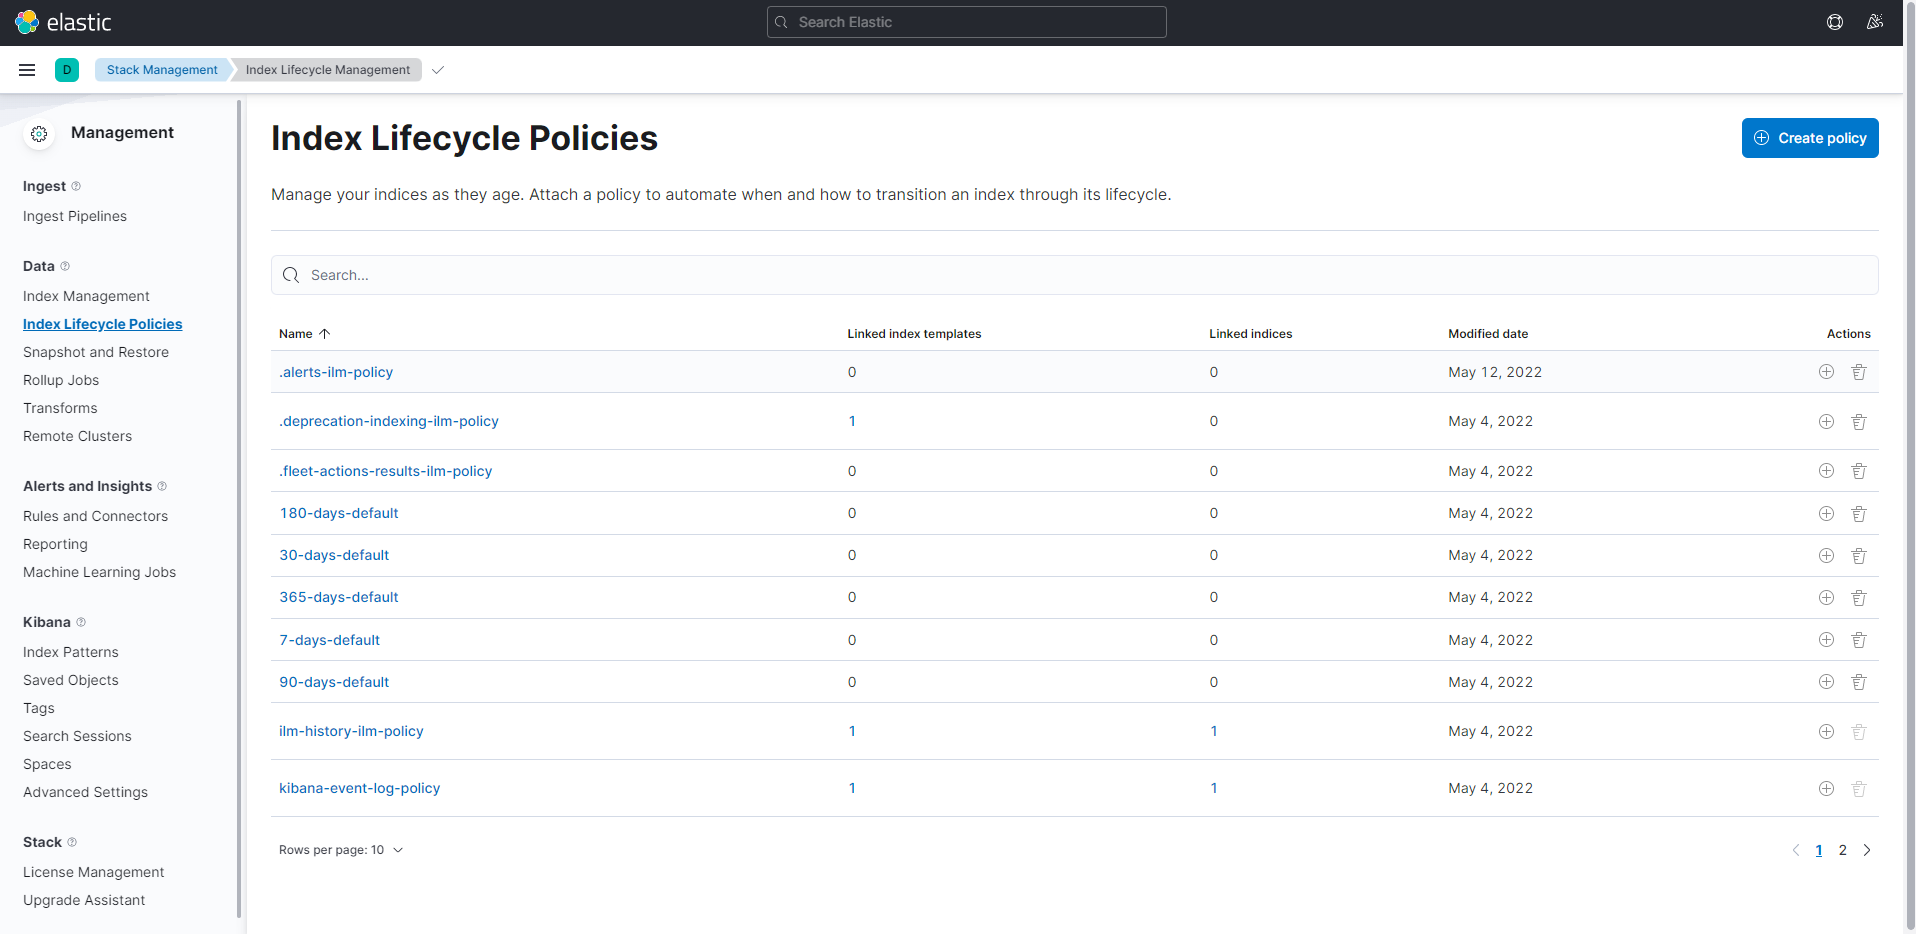 elastic
Search Elastic
D
Stack Management
Index Lifecycle Management
Management
Ingest
Ingest Pipelines
Data
Index Management
Index Lifecycle Policies
Snapshot and Restore
Rollup Jobs
Transforms
Remote Clusters
Alerts and Insights
Rules and Connectors
Reporting
Machine Learning Jobs
Kibana
Index Patterns
Saved Objects
Tags
Search Sessions
Spaces
Advanced Settings
Stack
License Management
Upgrade Assistant
Index Lifecycle Policies
Create policy
Manage your indices as they age. Attach a policy to automate when and how to transition an index through its lifecycle.
Search...
Name Linked index templates Linked indices Modified date Actions
.alerts-ilm-policy 0 0 May 12, 2022
.deprecation-indexing-ilm-policy 1 0 May 4, 2022
.fleet-actions-results-ilm-policy 0 0 May 4, 2022
180-days-default 0 0 May 4, 2022
30-days-default 0 0 May 4, 2022
365-days-default 0 0 May 4, 2022
7-days-default 0 0 May 4, 2022
90-days-default 0 0 May 4, 2022
ilm-history-ilm-policy 1 1 May 4, 2022
kibana-event-log-policy 1 1 May 4, 2022
Rows per page: 10
1 2